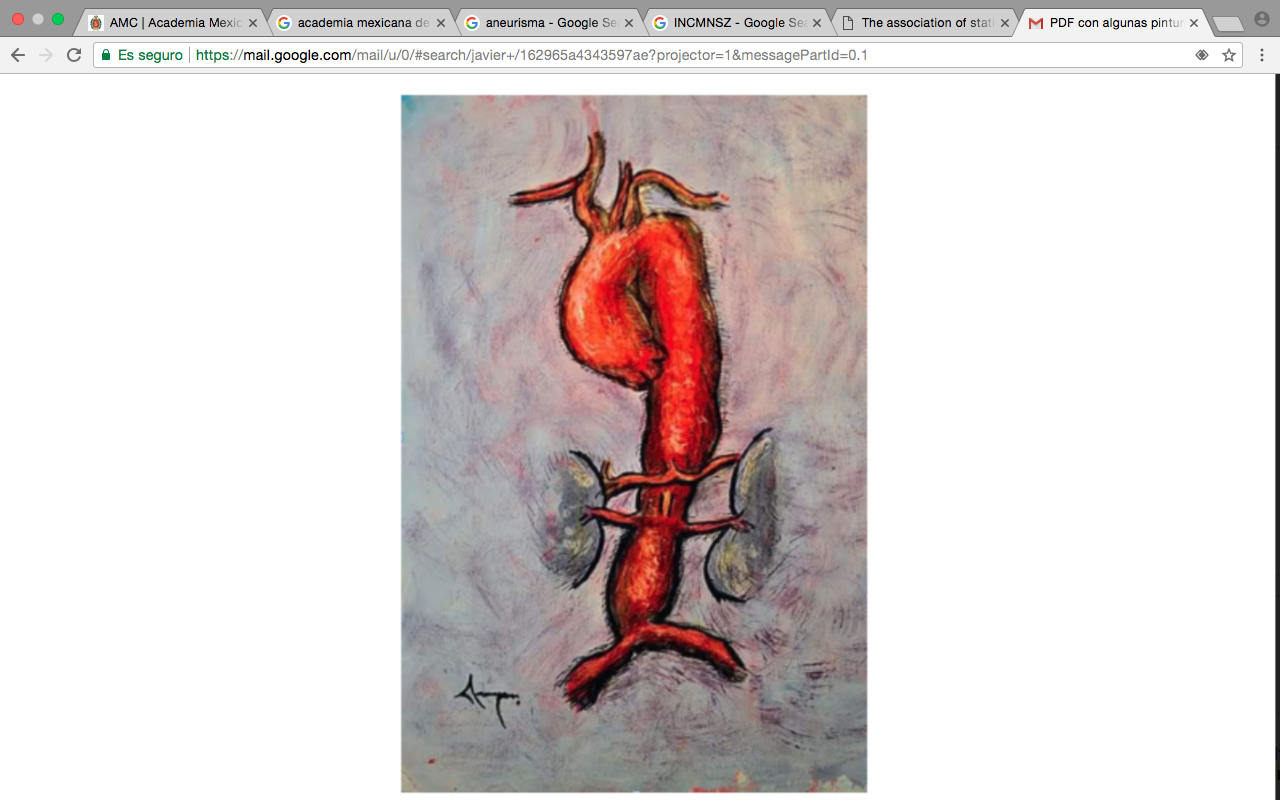 AMC | Academia Mexic
academia mexicana de
aneurisma - Google Se
INCMNSZ - Google Sea
The association of stati
PDF con algunas pintur
Es seguro
https://mail.google.com/mail/u/0/#search/javier+/162965a4343597ae?projector=1&messagePartId=0.1